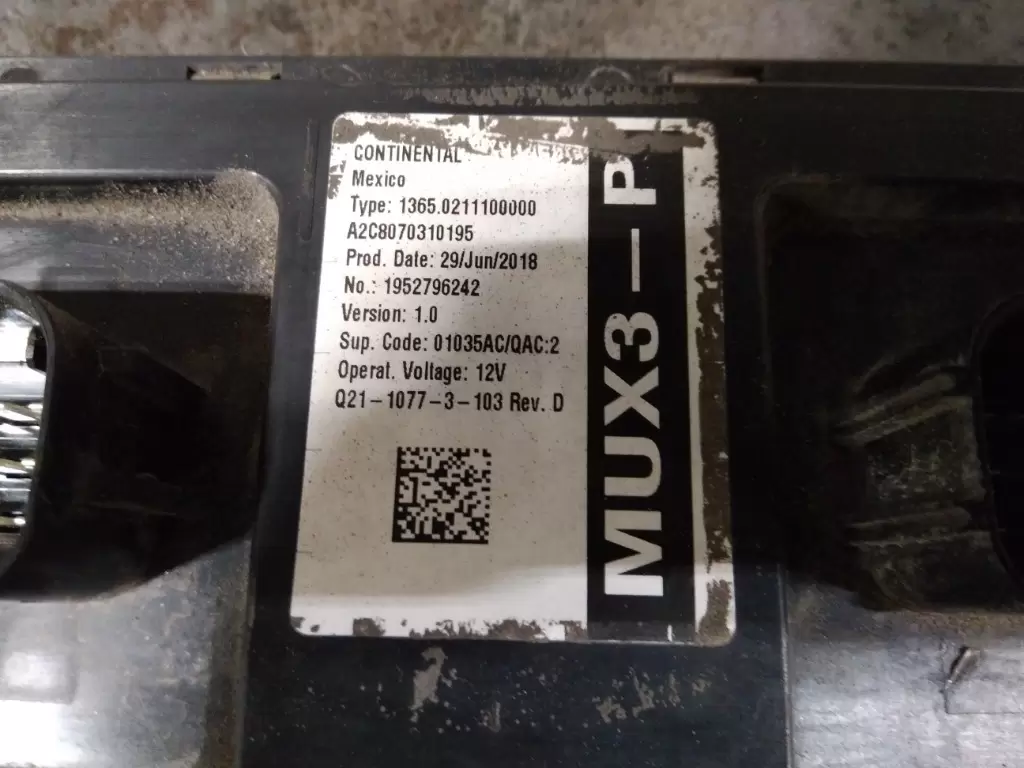 CONTINENTAL
Mexico
Type: 1365.0211100000
A2C8070310195
Prod. Date: 29/Jun/2018
No.: 1952796242
Version: 1.0
Sup. Code: 01035AC/QAC:2
Operat. Voltage: 12V
Q21-1077-3-103 Rev. D
MUX3-P